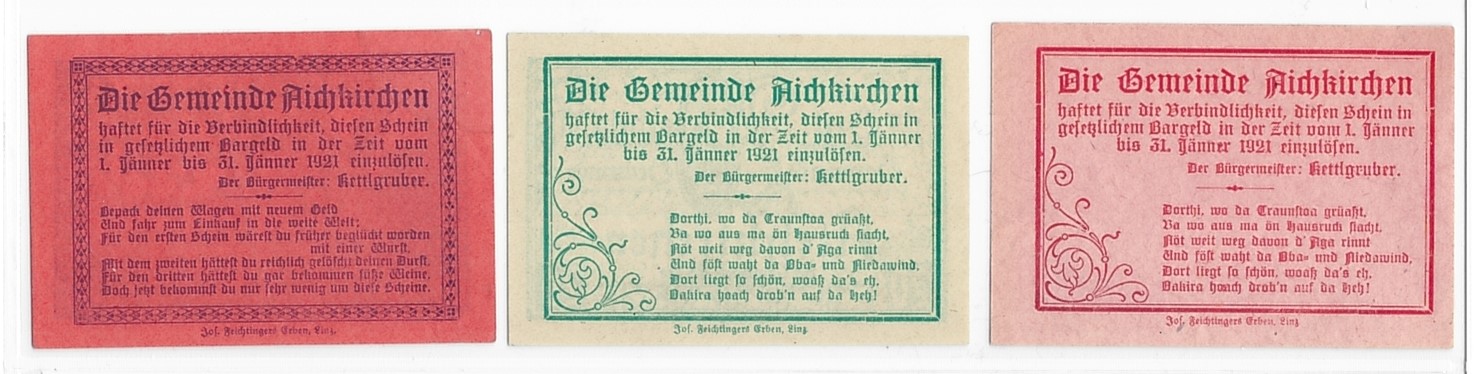 Die Gemeinde Aichkirchen
haftet für die Verbindlichkeit, diesen Schein
in gesetzlichem Bargeld in der Zeit vom
1. Jänner bis 31. Jänner 1921 einzulösen.
Der Bürgermeister: Kettlgruber.
Bepack deinen Wagen mit neuem Geld
Und fahr zum Einkauf in die weite Welt:
Für den ersten Schein wärest du früher beglückt worden
mit einer Wurst.
Mit dem zweiten hättest du reichlich gelöscht deinen Durst.
Für den dritten hättest du gar bekommen süße Weine.
Doch jetzt bekommst du nur sehr wenig um diese Scheine.
Jos. Feichtingers Erben, Linz.
Die Gemeinde Aichkirchen
haftet für die Verbindlichkeit, diesen Schein in
gesetzlichem Bargeld in der Zeit vom 1. Jänner
bis 31. Jänner 1921 einzulösen.
Der Bürgermeister: Kettlgruber.
Dorthi, wo da Traunstoa grüaßt,
Va wo aus ma ön Hausruck siacht,
Nöt weit weg davon d' Aga rinnt
Und föst waht da Oba- und Niedawind,
Dort liegt so schön, woaß da's eh,
Oakira hoach drob'n auf da Heh!
Jos. Feichtingers Erben, Linz
Die Gemeinde Aichkirchen
haftet für die Verbindlichkeit, diesen Schein in
gesetzlichem Bargeld in der Zeit vom 1. Jänner
bis 31. Jänner 1921 einzulösen.
Der Bürgermeister: Kettlgruber.
Dorthi, wo da Traunstoa grüaßt,
Va wo aus ma ön Hausruck siacht,
Nöt weit weg davon d' Aga rinnt
Und föst waht da Oba- und Niedawind,
Dort liegt so schön, woaß da's eh,
Oakira hoach drob'n auf da Heh!
Jos. Feichtingers Erben, Linz